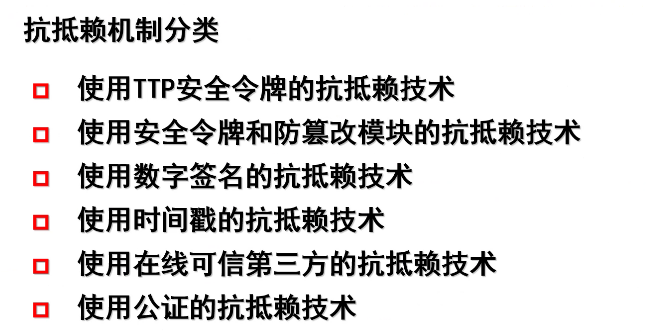 抗抵赖机制分类
使用TTP安全令牌的抗抵赖技术
使用安全令牌和防篡改模块的抗抵赖技术
使用数字签名的抗抵赖技术
使用时间戳的抗抵赖技术
使用在线可信第三方的抗抵赖技术
使用公证的抗抵赖技术